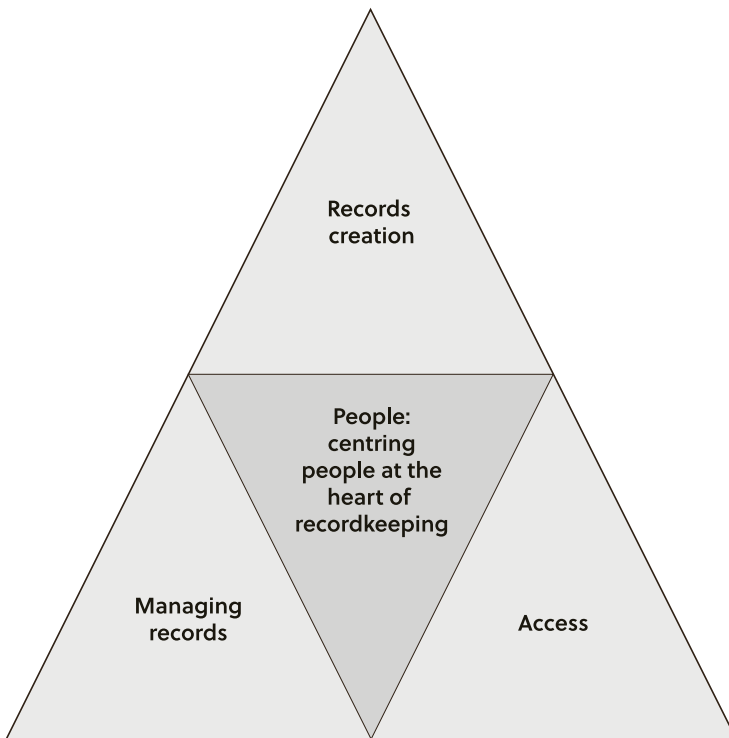 Records
creation
People:
centring
people at the
heart of
recordkeeping
Managing
records
Access